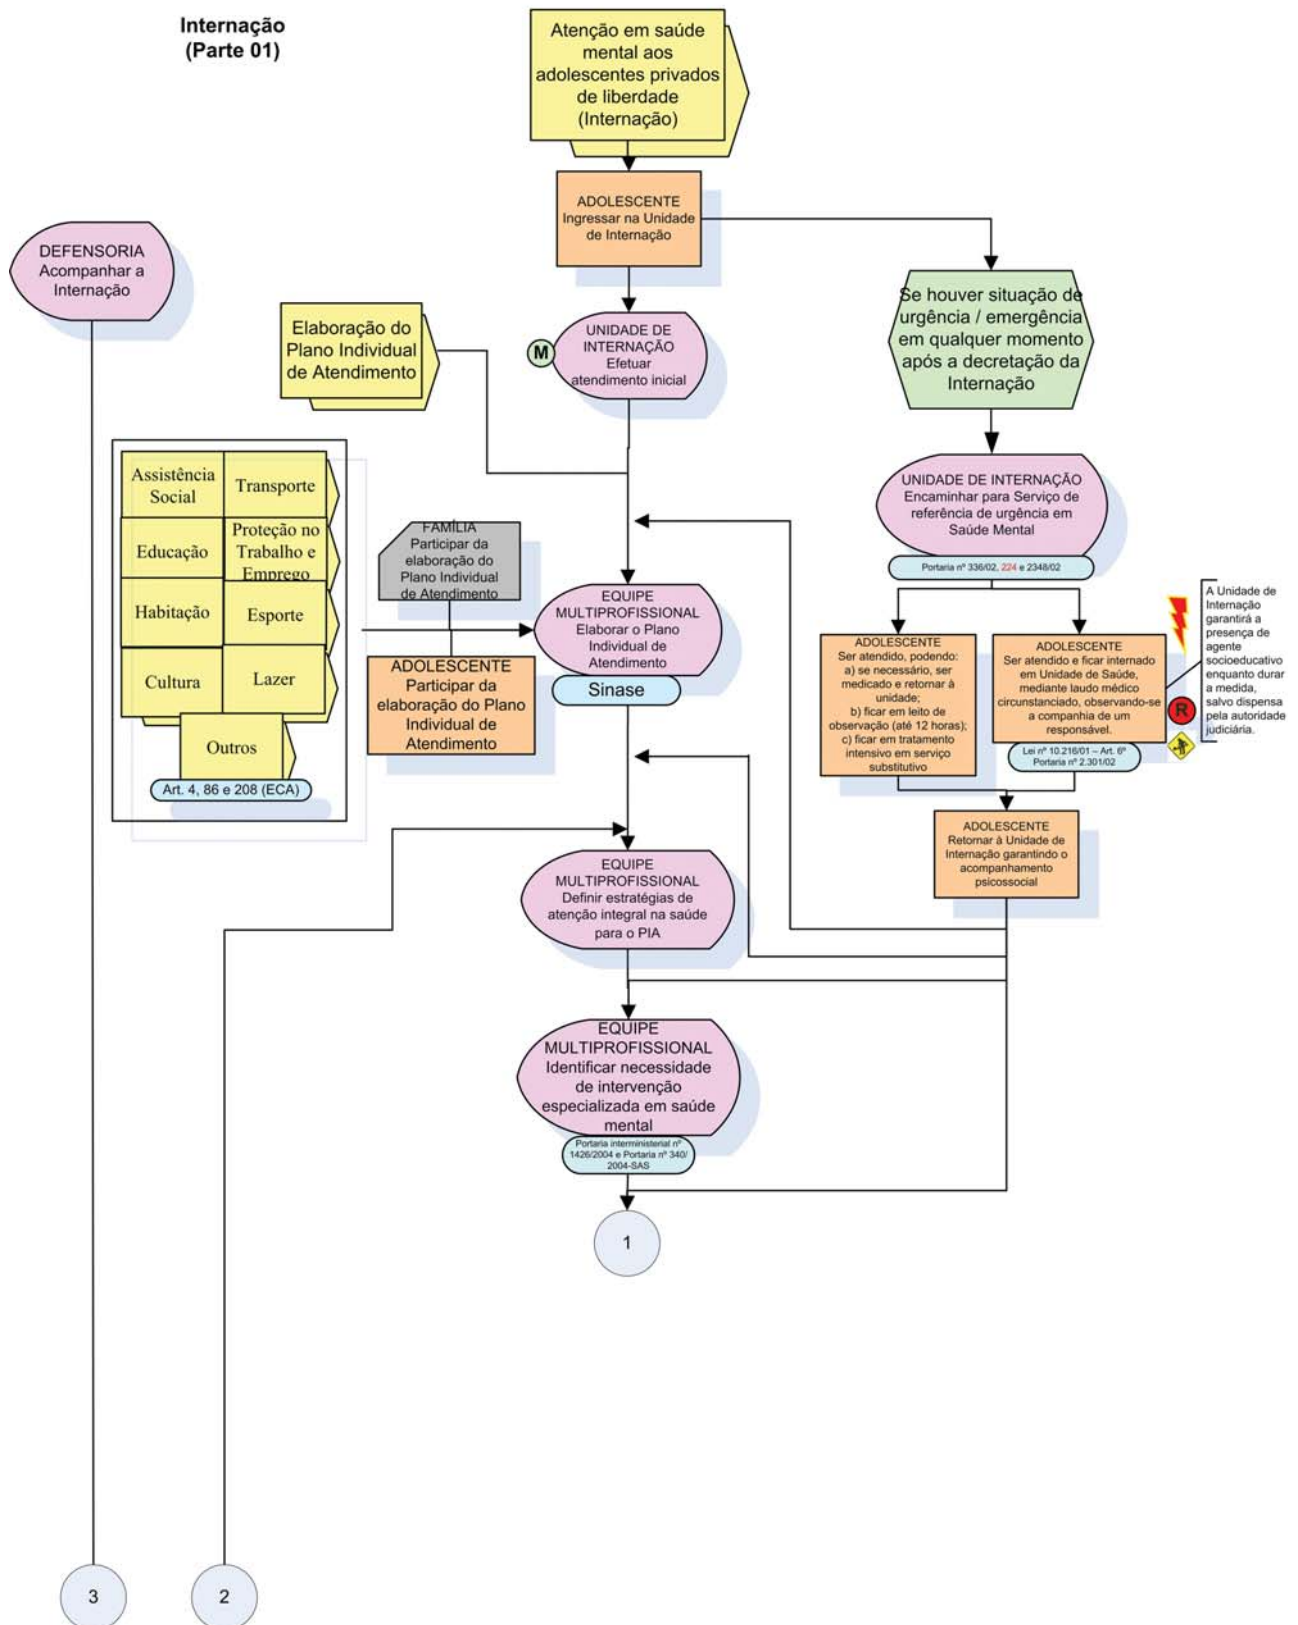 Internação
(Parte 01)
Atenção em saúde
mental aos
adolescentes privados
de liberdade
(Internação)
ADOLESCENTE
Ingressar na Unidade
de Internação
DEFENSORIA
Acompanhar a
Internação
Se houver situação de
urgência / emergência
em qualquer momento
após a decretação da
Internação
Elaboração do
Plano Individual
de Atendimento
M
UNIDADE DE
INTERNAÇÃO
Efetuar
atendimento inicial
UNIDADE DE INTERNAÇÃO
Encaminhar para Serviço de
referência de urgência em
Saúde Mental
Portaria nº 336/02, 224 e 2348/02
Assistência
Social
Transporte
Educação
Proteção no
Trabalho e
Emprego
Habitação
Esporte
Cultura
Lazer
Outros
Art. 4, 86 e 208 (ECA)
FAMÍLIA
Participar da
elaboração do
Plano Individual
de Atendimento
EQUIPE
MULTIPROFISSIONAL
Elaborar o Plano
Individual de
Atendimento
Sinase
ADOLESCENTE
Participar da
elaboração do Plano
Individual de
Atendimento
ADOLESCENTE
Ser atendido, podendo:
a) se necessário, ser
medicado e retornar à
unidade;
b) ficar em leito de
observação (até 12 horas);
c) ficar em tratamento
intensivo em serviço
substitutivo
ADOLESCENTE
Ser atendido e ficar internado
em Unidade de Saúde,
mediante laudo médico
circunstanciado, observando-se
a companhia de um
responsável.
Lei nº 10.216/01 – Art. 6º
Portaria nº 2.301/02
R
A Unidade de
Internação
garantirá a
presença de
agente
socioeducativo
enquanto durar
a medida,
salvo dispensa
pela autoridade
judiciária.
ADOLESCENTE
Retornar à Unidade de
Internação garantindo o
acompanhamento
psicossocial
EQUIPE
MULTIPROFISSIONAL
Definir estratégias de
atenção integral na saúde
para o PIA
EQUIPE
MULTIPROFISSIONAL
Identificar necessidade
de intervenção
especializada em saúde
mental
Portaria interministerial nº
1426/2004 e Portaria nº 340/
2004-SAS
1
3
2